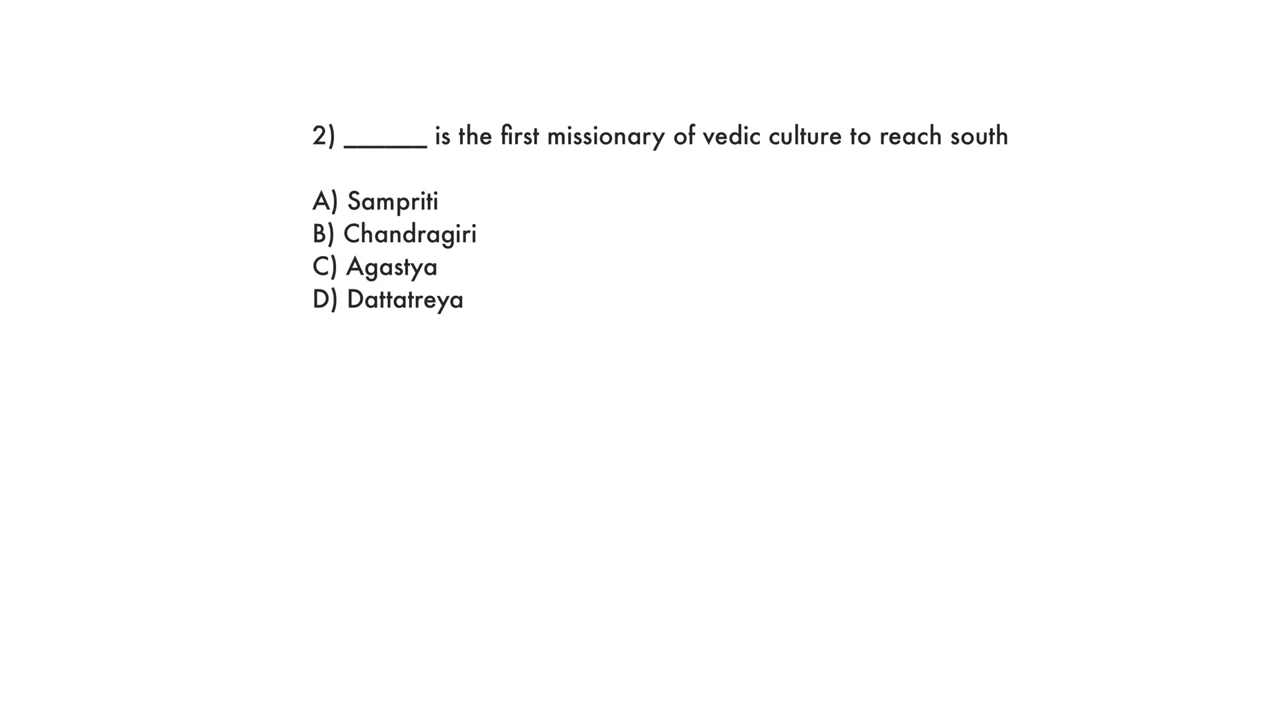 2) ______ is the first missionary of vedic culture to reach south
A) Sampriti
B) Chandragiri
C) Agastya
D) Dattatreya